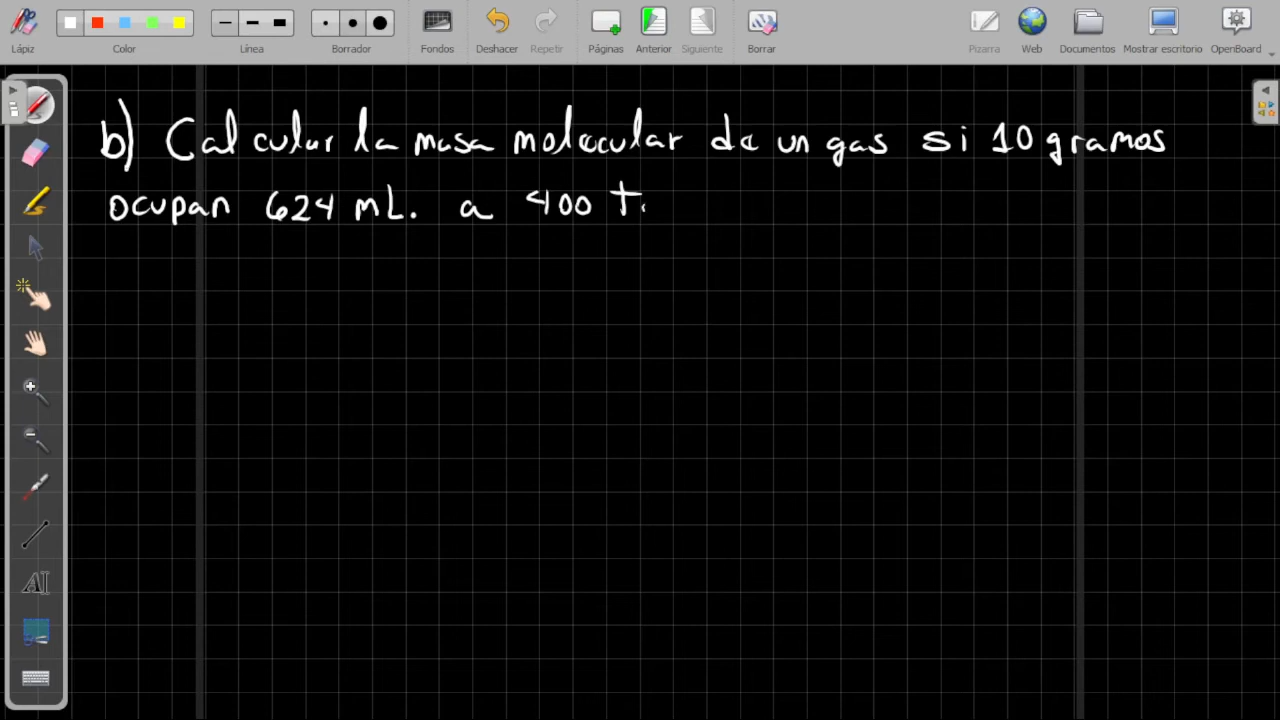 Lápiz Color Línea Borrador Fondos Deshacer Repetir Páginas Anterior Siguiente Borrar Pizarra Web Documentos Mostrar escritorio OpenBoard
b) Calcular la masa molecular de un gas si 10 gramos
ocupan 624 mL. a 400 t
AI